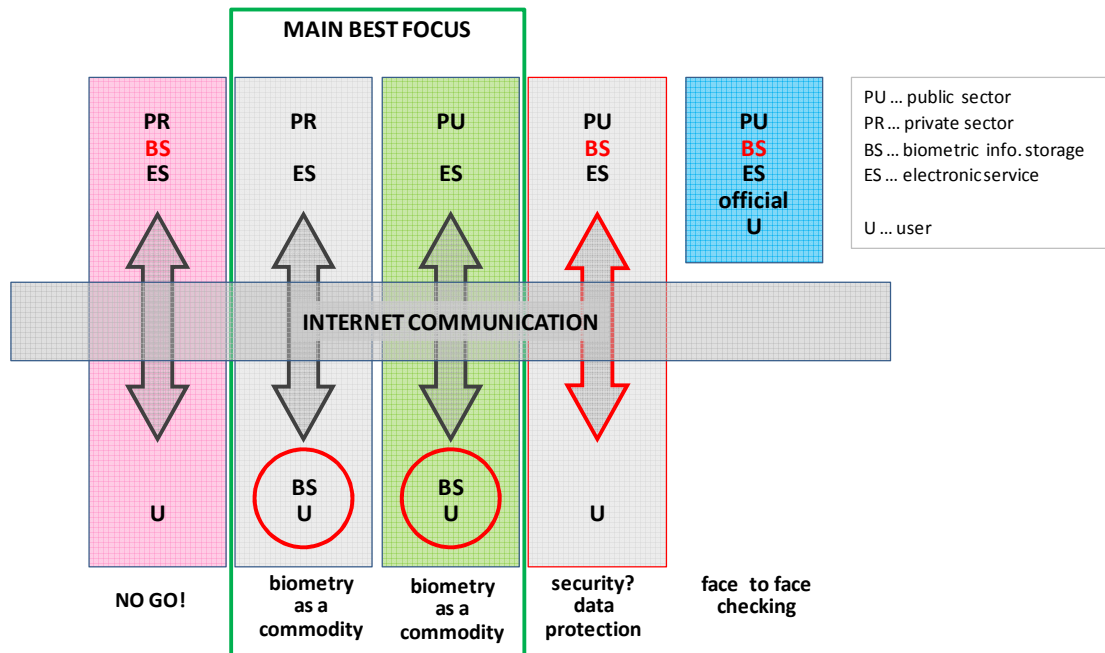 MAIN BEST FOCUS
PR
BS
ES
U
NO GO!
PR
ES
BS
U
biometry
as a
commodity
PU
ES
BS
U
biometry
as a
commodity
PU
BS
ES
U
security?
data
protection
PU
BS
ES
official
U
face to face
checking
INTERNET COMMUNICATION
PU ... public sector
PR ... private sector
BS ... biometric info. storage
ES ... electronic service
U ... user